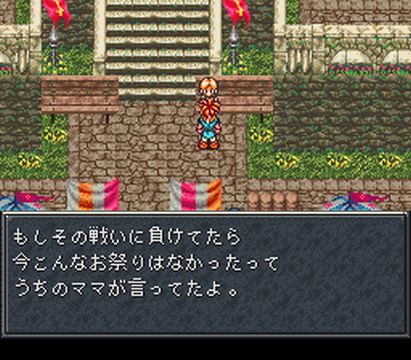 もしその戦いに負けてたら
今こんなお祭りはなかったって
うちのママが言ってたよ。